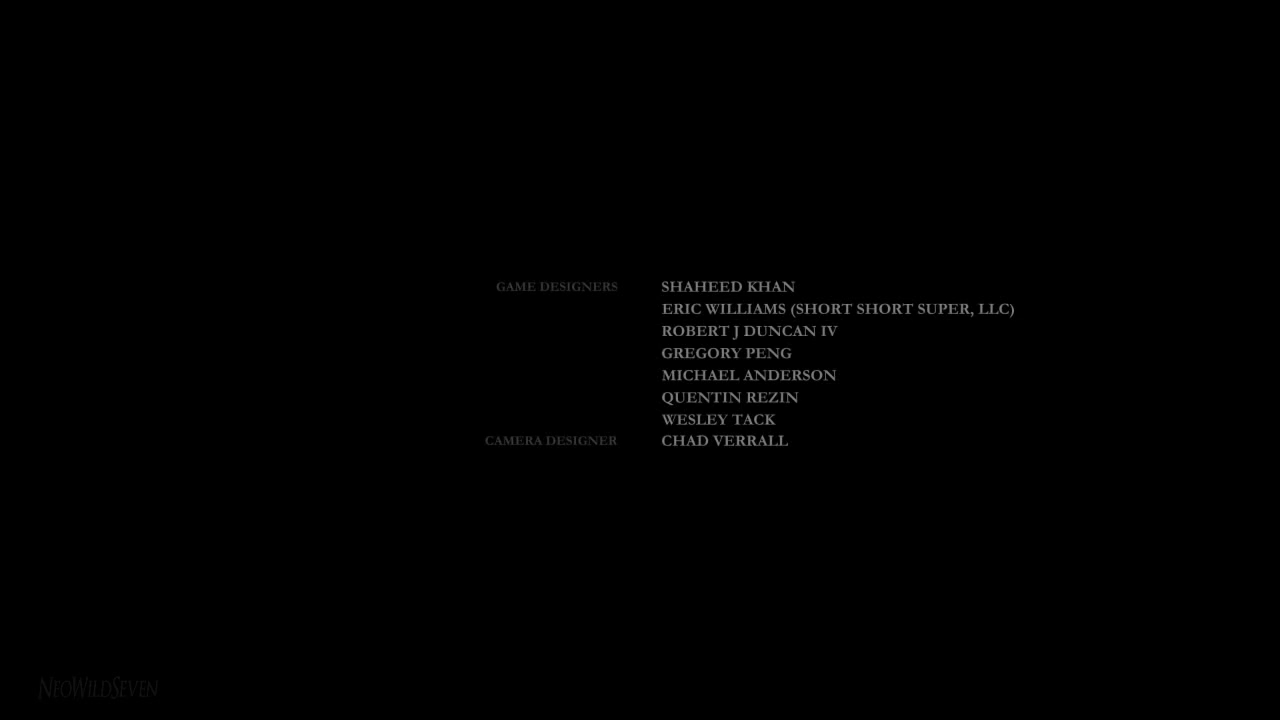 GAME DESIGNERS SHAHEED KHAN
ERIC WILLIAMS (SHORT SHORT SUPER, LLC)
ROBERT J DUNCAN IV
GREGORY PENG
MICHAEL ANDERSON
QUENTIN REZIN
WESLEY TACK
CAMERA DESIGNER CHAD VERRALL
NEOWILDSEVEN